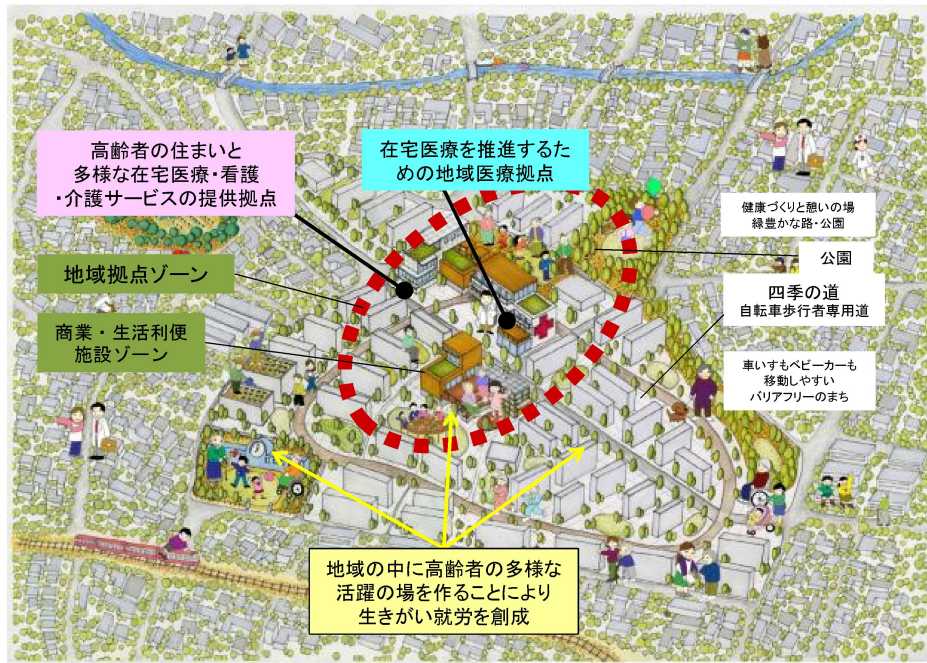 高齢者の住まいと
多様な在宅医療・看護
・介護サービスの提供拠点
在宅医療を推進するた
めの地域医療拠点
健康づくりと憩いの場
緑豊かな路・公園
公園
地域拠点ゾーン
四季の道
自転車歩行者専用道
商業・生活利便
施設ゾーン
車いすもベビーカーも
移動しやすい
バリアフリーのまち
地域の中に高齢者の多様な
活躍の場を作ることにより
生きがい就労を創成